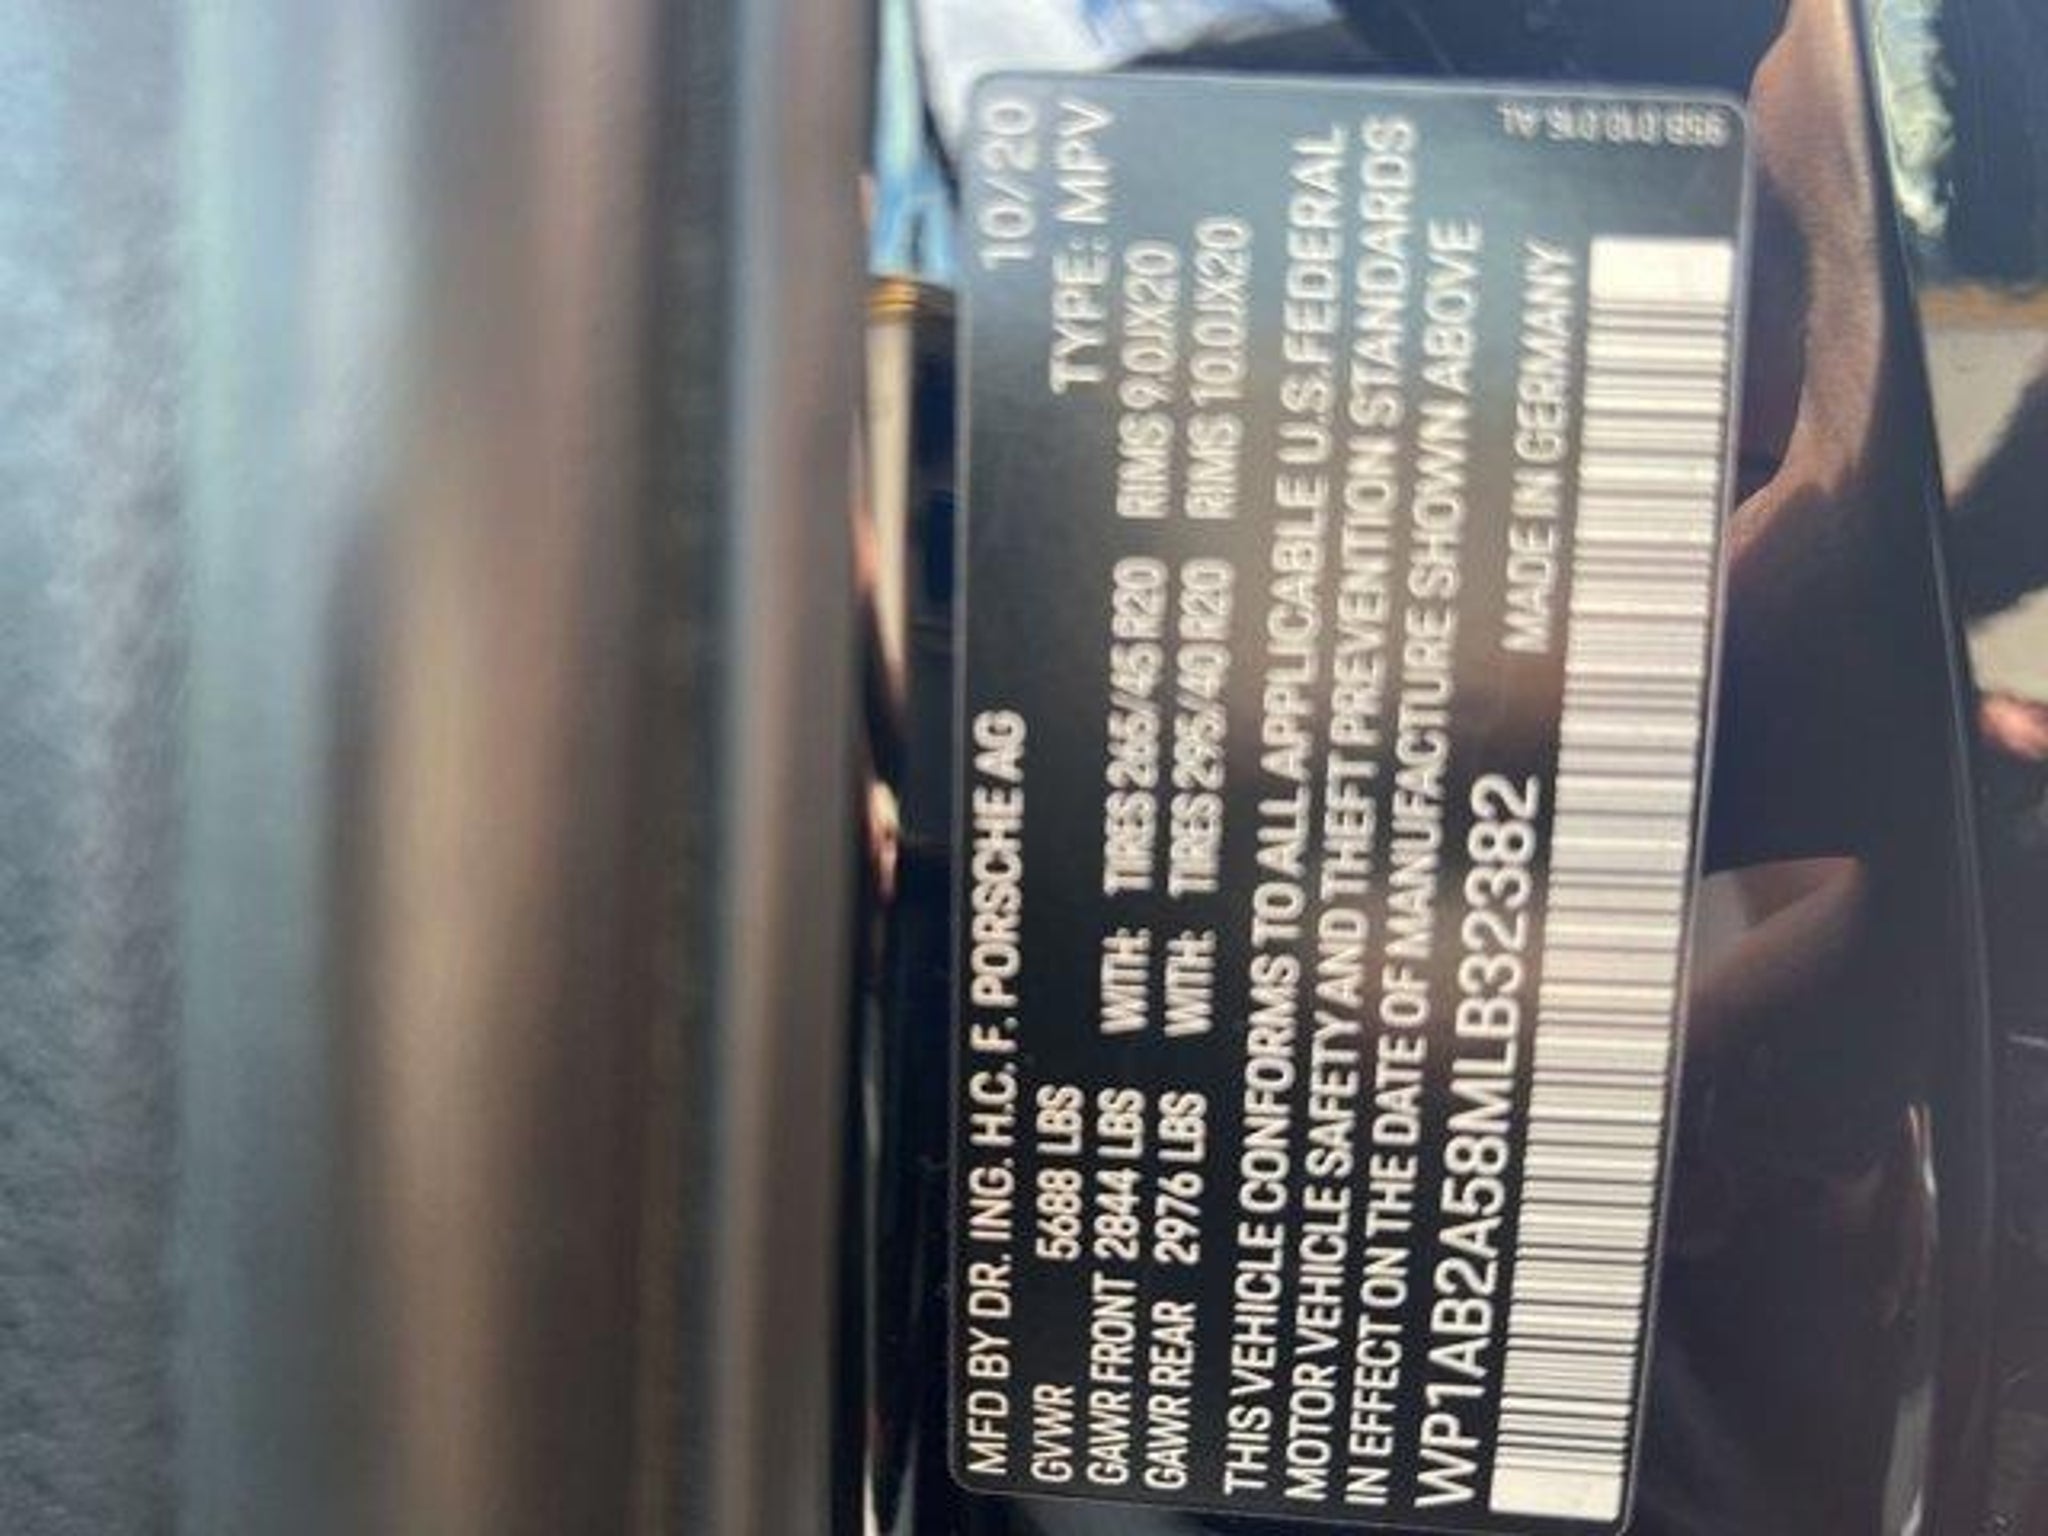 MFD BY DR. ING. H.C. F. PORSCHE AG 10/20
GVWR 5688 LBS TYPE: MPV
GAWR FRONT 2844 LBS WITH: TIRES 265/45 R20 RIMS 9.0JX20
GAWR REAR 2976 LBS WITH: TIRES 295/40 R20 RIMS 10.0JX20
THIS VEHICLE CONFORMS TO ALL APPLICABLE U.S. FEDERAL
MOTOR VEHICLE SAFETY AND THEFT PREVENTION STANDARDS
IN EFFECT ON THE DATE OF MANUFACTURE SHOWN ABOVE
WP1AB2A58MLB32382 MADE IN GERMANY
95B.010.015.AL